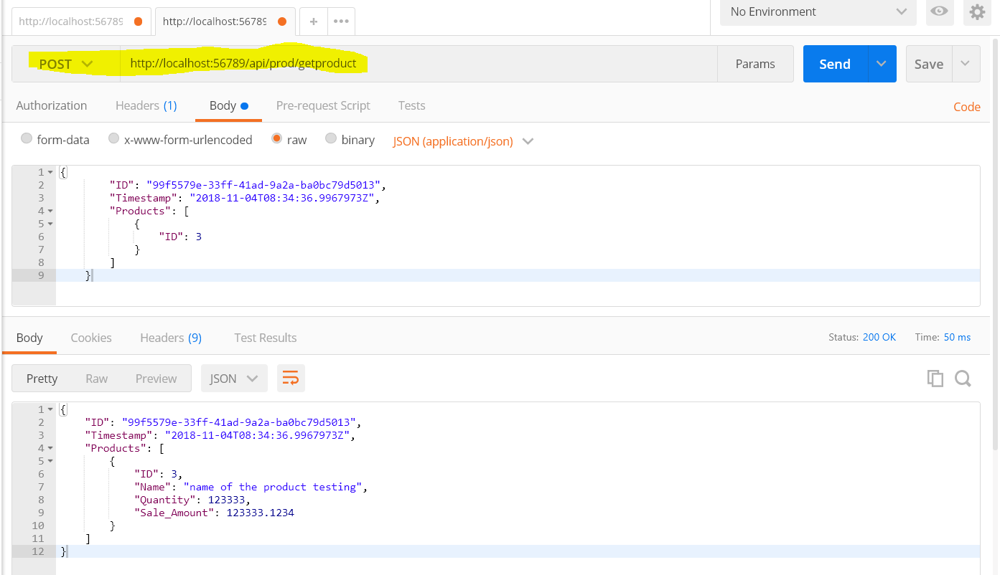 http://localhost:56789 http://localhost:56789 + ••• No Environment
POST http://localhost:56789/api/prod/getproduct Params Send Save
Authorization Headers (1) Body Pre-request Script Tests Code
form-data x-www-form-urlencoded raw binary JSON (application/json)
1 {
2 "ID": "99f5579e-33ff-41ad-9a2a-ba0bc79d5013",
3 "Timestamp": "2018-11-04T08:34:36.9967973Z",
4 "Products": [
5 {
6 "ID": 3
7 }
8 ]
9 }
Body Cookies Headers (9) Test Results Status: 200 OK Time: 50 ms
Pretty Raw Preview JSON
1 {
2 "ID": "99f5579e-33ff-41ad-9a2a-ba0bc79d5013",
3 "Timestamp": "2018-11-04T08:34:36.9967973Z",
4 "Products": [
5 {
6 "ID": 3,
7 "Name": "name of the product testing",
8 "Quantity": 123333,
9 "Sale_Amount": 123333.1234
10 }
11 ]
12 }